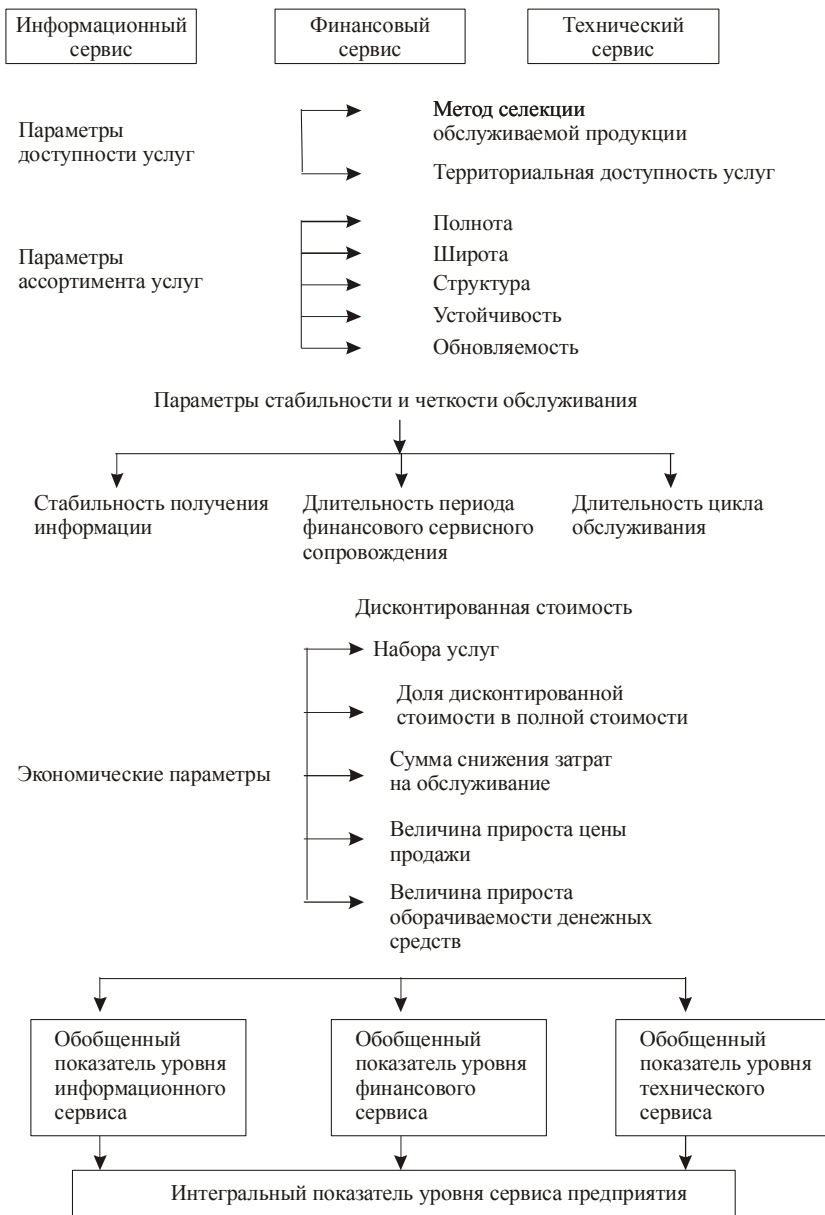 Информационный
сервис
Финансовый
сервис
Технический
сервис
Параметры
доступности услуг
Метод селекции
обслуживаемой продукции
Территориальная доступность услуг
Параметры
ассортимента услуг
Полнота
Широта
Структура
Устойчивость
Обновляемость
Параметры стабильности и четкости обслуживания
Стабильность получения
информации
Длительность периода
финансового сервисного
сопровождения
Длительность цикла
обслуживания
Дисконтированная стоимость
Набора услуг
Доля дисконтированной
стоимости в полной стоимости
Экономические параметры
Сумма снижения затрат
на обслуживание
Величина прироста цены
продажи
Величина прироста
оборачиваемости денежных
средств
Обобщенный
показатель уровня
информационного
сервиса
Обобщенный
показатель уровня
финансового
сервиса
Обобщенный
показатель уровня
технического
сервиса
Интегральный показатель уровня сервиса предприятия